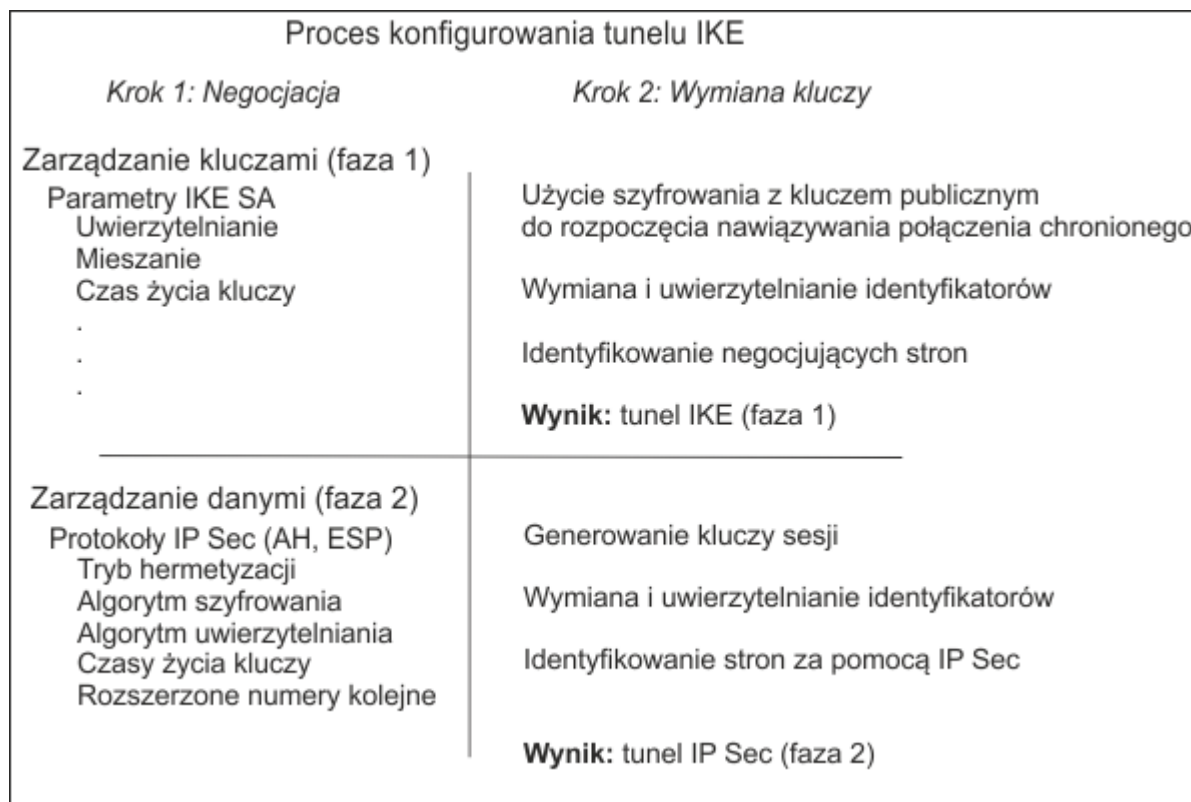 Proces konfigurowania tunelu IKE
Krok 1: Negocjacja
Krok 2: Wymiana kluczy
Zarządzanie kluczami (faza 1)
Parametry IKE SA
Uwierzytelnianie
Mieszanie
Czas życia kluczy
.
.
.
Użycie szyfrowania z kluczem publicznym
do rozpoczęcia nawiązywania połączenia chronionego
Wymiana i uwierzytelnianie identyfikatorów
Identyfikowanie negocjujących stron
Wynik: tunel IKE (faza 1)
Zarządzanie danymi (faza 2)
Protokoły IP Sec (AH, ESP)
Tryb hermetyzacji
Algorytm szyfrowania
Algorytm uwierzytelniania
Czasy życia kluczy
Rozszerzone numery kolejne
Generowanie kluczy sesji
Wymiana i uwierzytelnianie identyfikatorów
Identyfikowanie stron za pomocą IP Sec
Wynik: tunel IP Sec (faza 2)